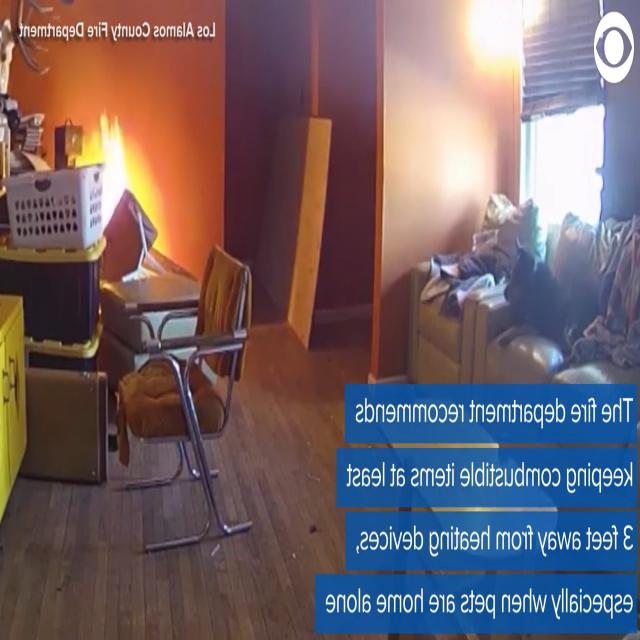 Los Alamos County Fire Department
The fire department recommends
keeping combustible items at least
3 feet away from heating devices,
especially when pets are home alone